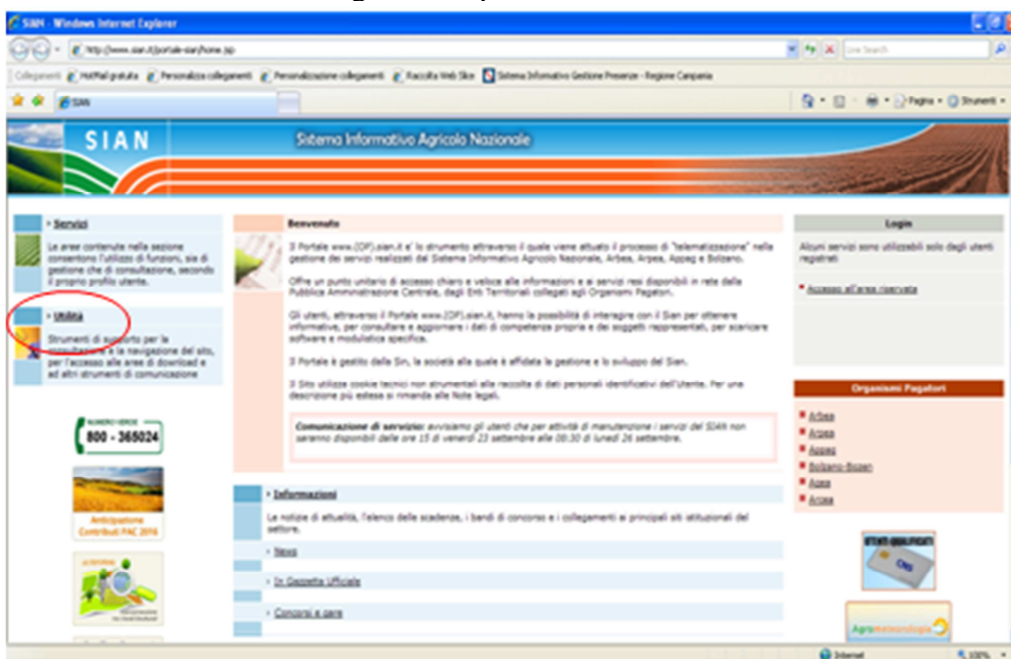 SIAN - Windows Internet Explorer
http://www.sian.it/portale-sian/home.jsp
Live Search
Collegamenti HotMail gratuita Personalizza collegamenti Personalizzazione collegamenti Raccolta Web Slice Sistema Informativo Gestione Presenze - Regione Campania
SIAN
Pagina
Strumenti
SIAN
Sistema Informativo Agricolo Nazionale
Servizi
Le aree contenute nella sezione
consentono l'utilizzo di funzioni, sia di
gestione che di consultazione, secondo
il proprio profilo utente.
Utilità
Strumenti di supporto per la
consultazione e la navigazione del sito,
per l'accesso alle aree di download e
ad altri strumenti di comunicazione
NUMERO VERDE
800 - 365024
Anticipazione
Contributi PAC 2016
Benvenuto
Il Portale www.(OP).sian.it e' lo strumento attraverso il quale viene attuato il processo di "telematizzazione" nella
gestione dei servizi realizzati dal Sistema Informativo Agricolo Nazionale, Arbea, Arpea, Appag e Bolzano.
Offre un punto unitario di accesso chiaro e veloce alle informazioni e ai servizi resi disponibili in rete dalla
Pubblica Amministrazione Centrale, dagli Enti Territoriali collegati agli Organismi Pagatori.
Gli utenti, attraverso il Portale www.(OP).sian.it, hanno la possibilità di interagire con il Sian per ottenere
informative, per consultare e aggiornare i dati di competenza propria e dei soggetti rappresentati, per scaricare
software e modulistica specifica.
Il Portale è gestito dalla Sin, la società alla quale è affidata la gestione e lo sviluppo del Sian.
Il Sito utilizza cookie tecnici non strumentali alla raccolta di dati personali identificativi dell'Utente. Per una
descrizione più estesa si rimanda alle Note legali.
Comunicazione di servizio: avvisiamo gli utenti che per attività di manutenzione i servizi del SIAN non
saranno disponibili dalle ore 15 di venerdì 23 settembre alle 08:30 di lunedì 26 settembre.
Informazioni
Le notizie di attualità, l'elenco delle scadenze, i bandi di concorso e i collegamenti ai principali siti istituzionali del
settore.
News
In Gazzetta Ufficiale
Concorsi e gare
Login
Alcuni servizi sono utilizzabili solo dagli utenti
registrati
Accesso all'area riservata
Organismi Pagatori
Arbea
Arpea
Appag
Bolzano-Bozen
Agea
Arcea
UTENTI QUALIFICATI
CNS
Agrometeorologia
Internet
100%